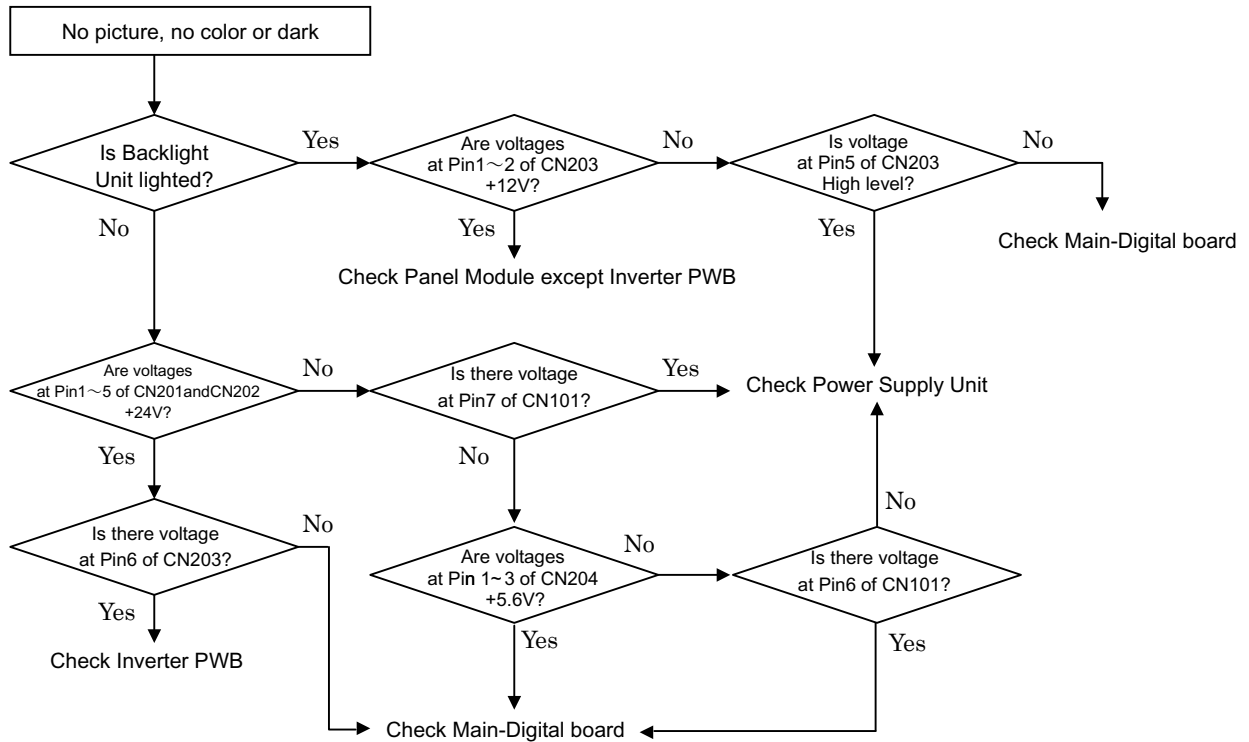 No picture, no color or dark
Is Backlight
Unit lighted?
Yes
Are voltages
at Pin1～2 of CN203
+12V?
No
Is voltage
at Pin5 of CN203
High level?
No
Check Main-Digital board
No
Yes
Check Panel Module except Inverter PWB
Yes
Are voltages
at Pin1～5 of CN201andCN202
+24V?
No
Is there voltage
at Pin7 of CN101?
Yes
Check Power Supply Unit
Yes
No
No
Is there voltage
at Pin6 of CN203?
No
Are voltages
at Pin 1~3 of CN204
+5.6V?
No
Is there voltage
at Pin6 of CN101?
Yes
Check Inverter PWB
Yes
Yes
Check Main-Digital board